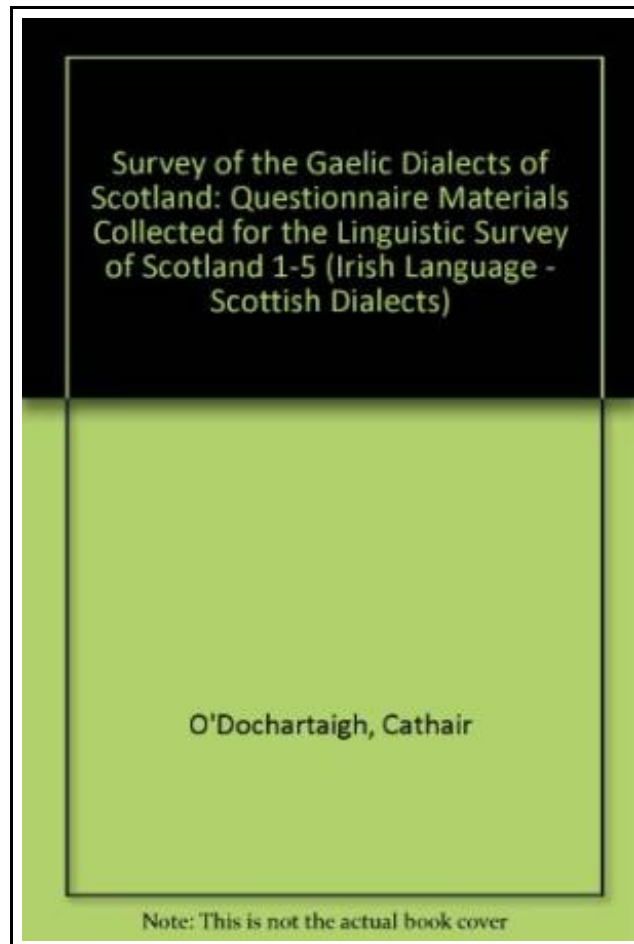 Survey of the Gaelic Dialects of
Scotland: Questionnaire Materials
Collected for the Linguistic Survey
of Scotland 1-5 (Irish Language -
Scottish Dialects)
O'Dochartaigh, Cathair
Note: This is not the actual book cover